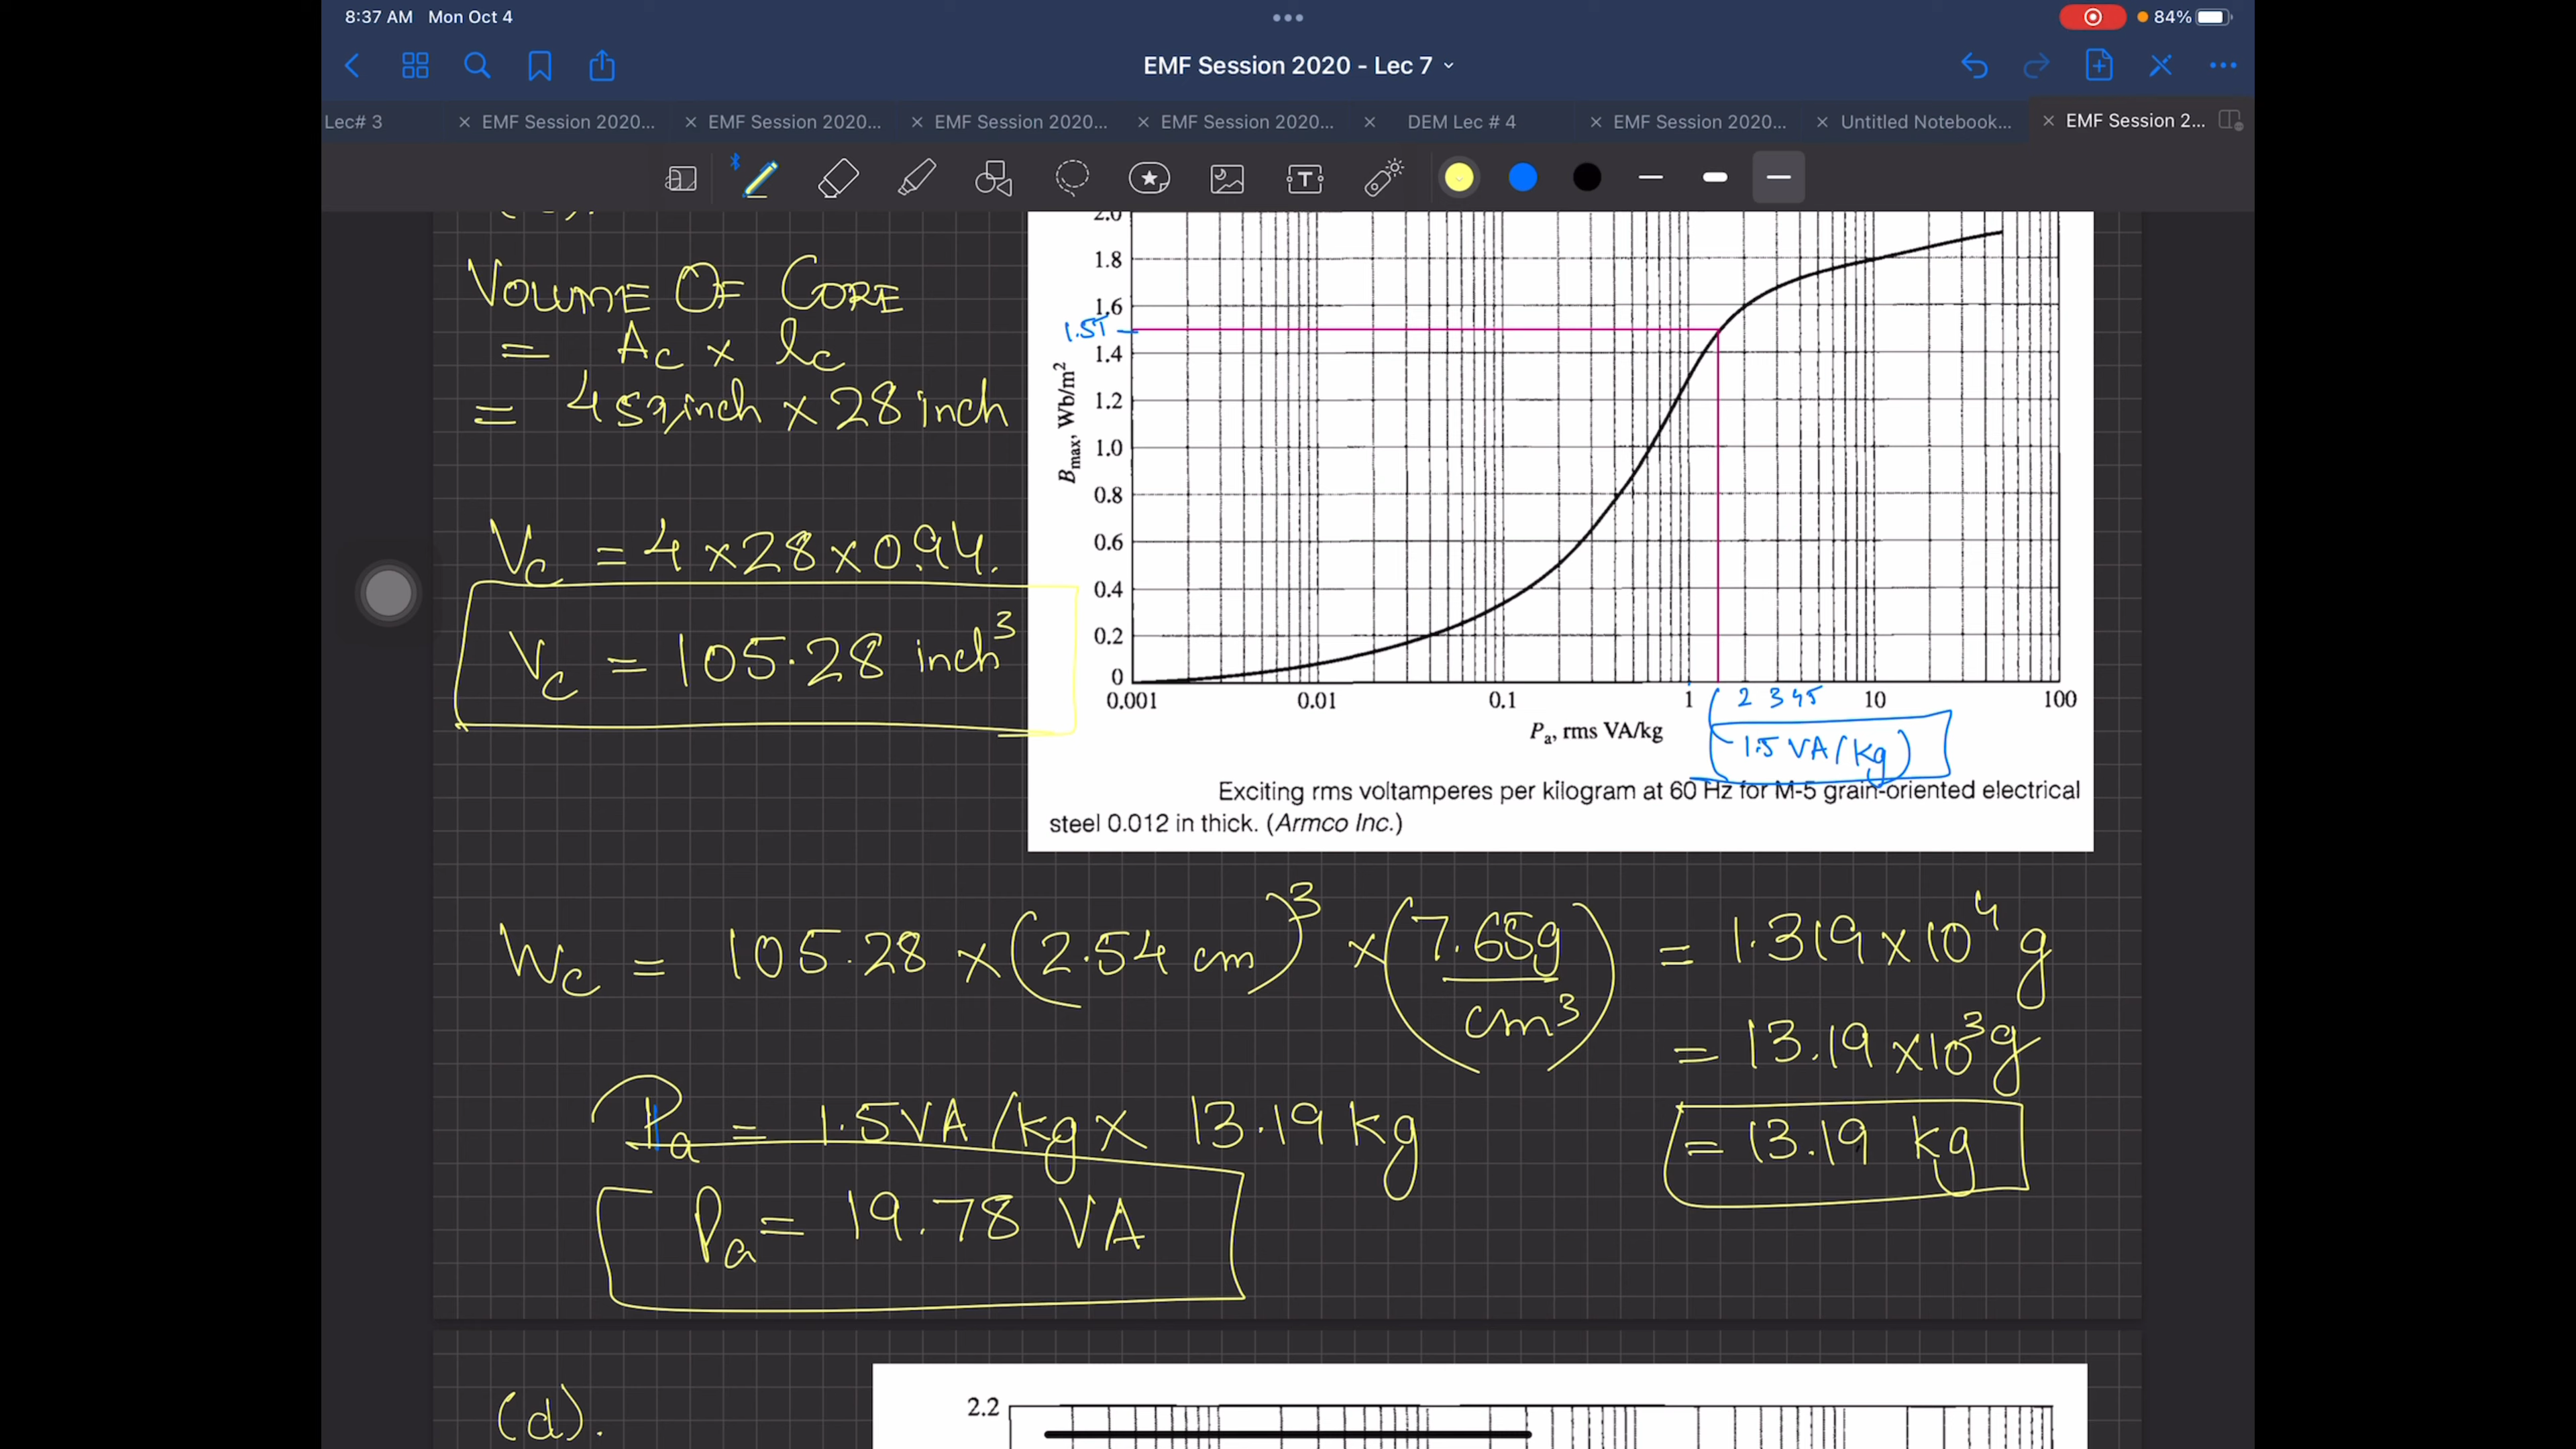 8:37 AM Mon Oct 4
84%
EMF Session 2020 - Lec 7
Lec# 3
EMF Session 2020...
EMF Session 2020...
EMF Session 2020...
EMF Session 2020...
DEM Lec # 4
EMF Session 2020...
Untitled Notebook...
EMF Session 2...
VOLUME OF CORE
= Ac × lc
= 4 sq inch × 28 inch
Vc = 4 × 28 × 0.94.
Vc = 105.28 inch³
2.0
1.8
1.6
1.5T
1.4
1.2
1.0
0.8
0.6
0.4
0.2
0
Bmax, Wb/m²
0.001 0.01 0.1 1 2 3 4 5 10 100
Pa, rms VA/kg
1.5 VA/kg
Exciting rms voltamperes per kilogram at 60 Hz for M-5 grain-oriented electrical
steel 0.012 in thick. (Armco Inc.)
Wc = 105.28 × (2.54 cm)³ × (7.65g/cm³) = 1.319 × 10⁴ g
= 13.19 × 10³ g
= 13.19 kg
Pa = 1.5 VA/kg × 13.19 kg
Pa = 19.78 VA
(d).
2.2